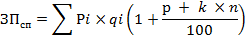 ЗПсп = ∑ Pi × qi (1 + (p + k × n)/100)